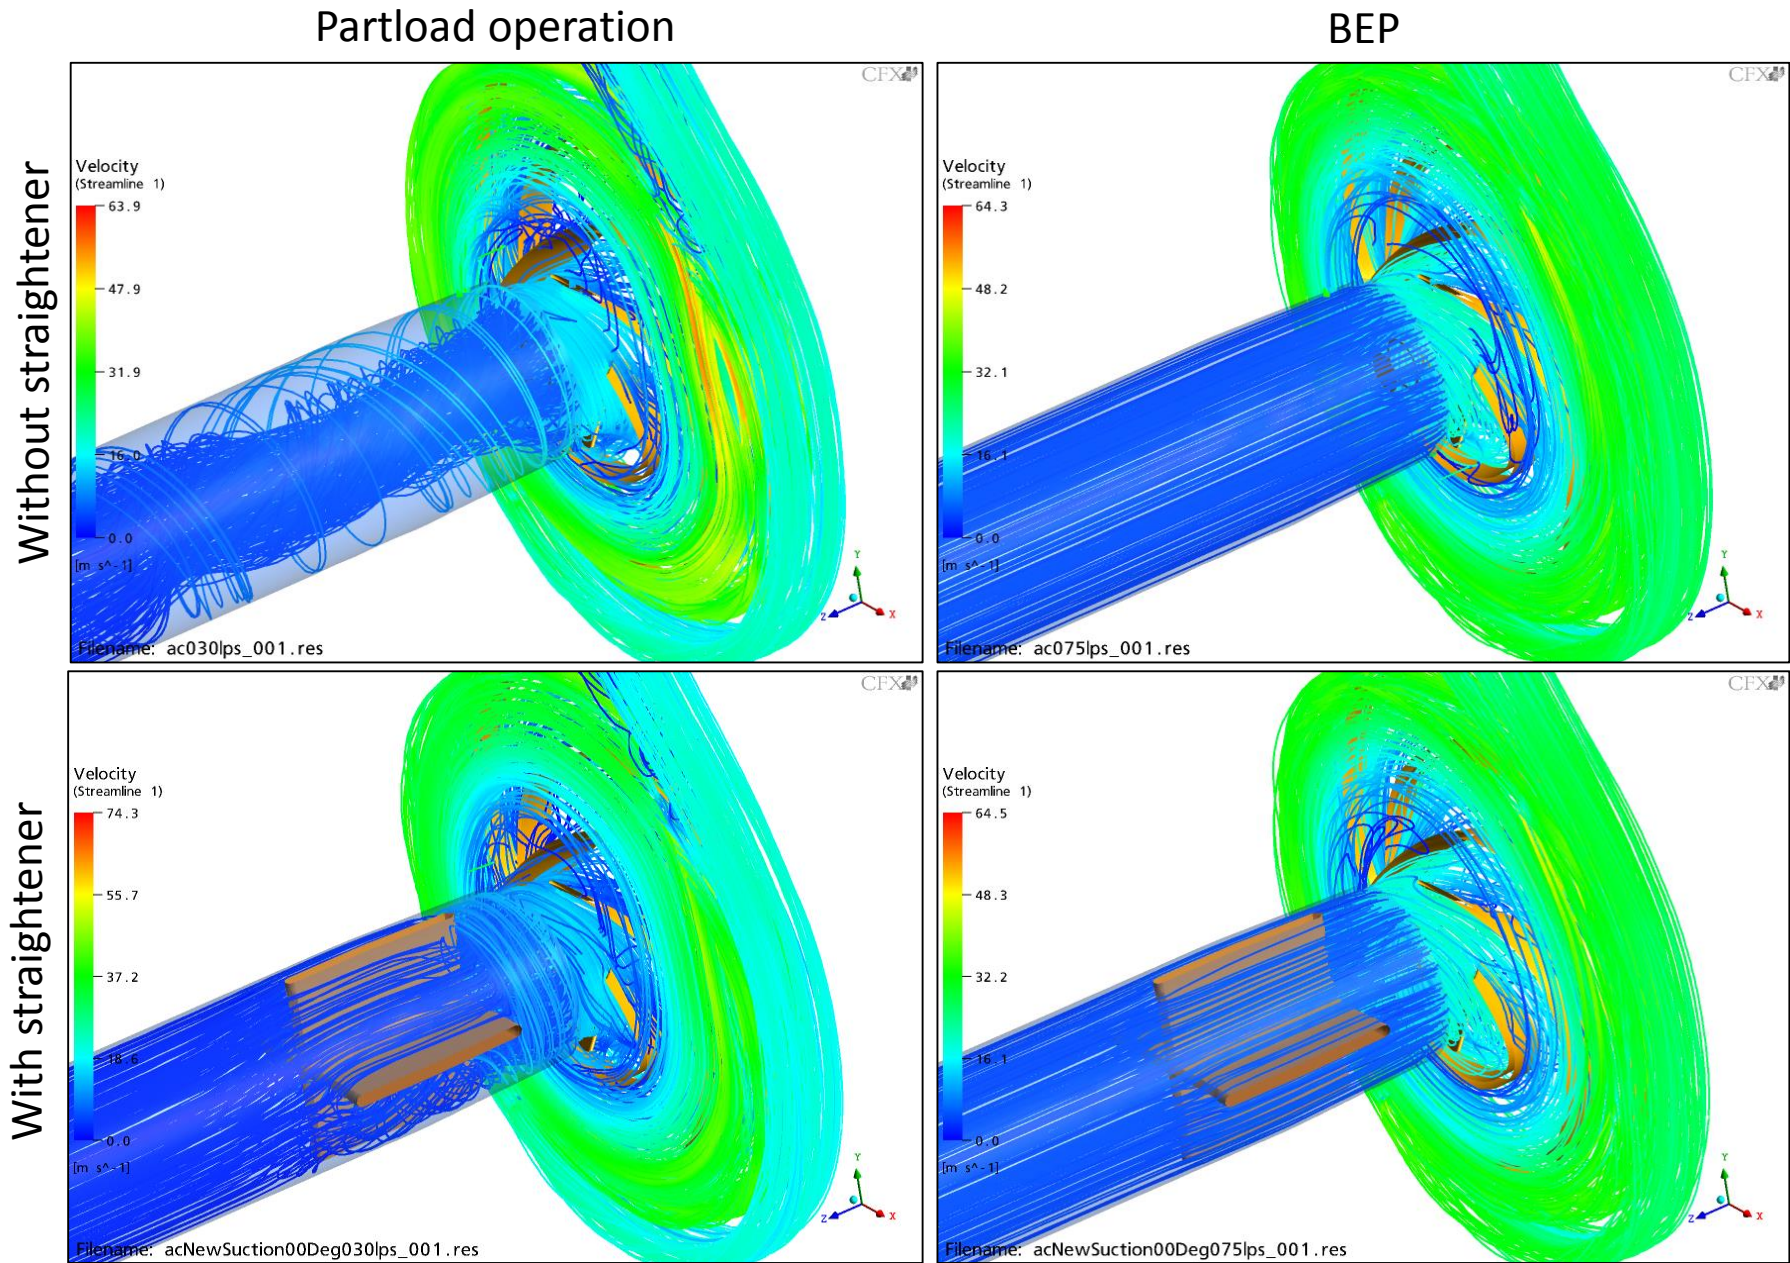 Partload operation
BEP
Without straightener
CFX
Velocity
(Streamline 1)
63.9
47.9
31.9
16.0
0.0
[m s^-1]
Y
Z
X
Filename: ac030lps_001.res
CFX
Velocity
(Streamline 1)
64.3
48.2
32.1
16.1
0.0
[m s^-1]
Y
Z
X
Filename: ac075lps_001.res
With straightener
CFX
Velocity
(Streamline 1)
74.3
55.7
37.2
18.6
0.0
[m s^-1]
Y
Z
X
Filename: acNewSuction00Deg030lps_001.res
CFX
Velocity
(Streamline 1)
64.5
48.3
32.2
16.1
0.0
[m s^-1]
Y
Z
X
Filename: acNewSuction00Deg075lps_001.res